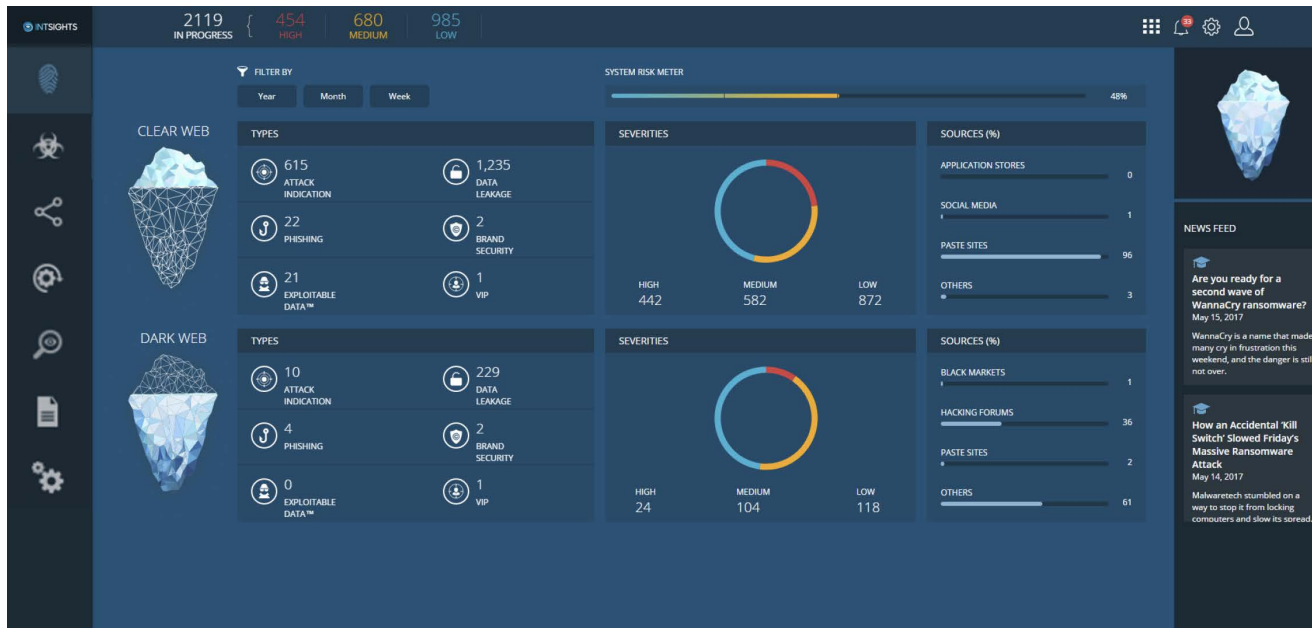 INTSIGHTS
2119
IN PROGRESS
454
HIGH
680
MEDIUM
985
LOW
33
FILTER BY
Year Month Week
SYSTEM RISK METER
48%
CLEAR WEB
TYPES
615
ATTACK
INDICATION
1,235
DATA
LEAKAGE
22
PHISHING
2
BRAND
SECURITY
21
EXPLOITABLE
DATA™
1
VIP
SEVERITIES
HIGH MEDIUM LOW
442 582 872
SOURCES (%)
APPLICATION STORES
0
SOCIAL MEDIA
1
PASTE SITES
96
OTHERS
3
DARK WEB
TYPES
10
ATTACK
INDICATION
229
DATA
LEAKAGE
4
PHISHING
2
BRAND
SECURITY
0
EXPLOITABLE
DATA™
1
VIP
SEVERITIES
HIGH MEDIUM LOW
24 104 118
SOURCES (%)
BLACK MARKETS
1
HACKING FORUMS
36
PASTE SITES
2
OTHERS
61
NEWS FEED
Are you ready for a
second wave of
WannaCry ransomware?
May 15, 2017
WannaCry is a name that made
many cry in frustration this
weekend, and the danger is still
not over.
How an Accidental 'Kill
Switch' Slowed Friday's
Massive Ransomware
Attack
May 14, 2017
Malwaretech stumbled on a
way to stop it from locking
computers and slow its spread.